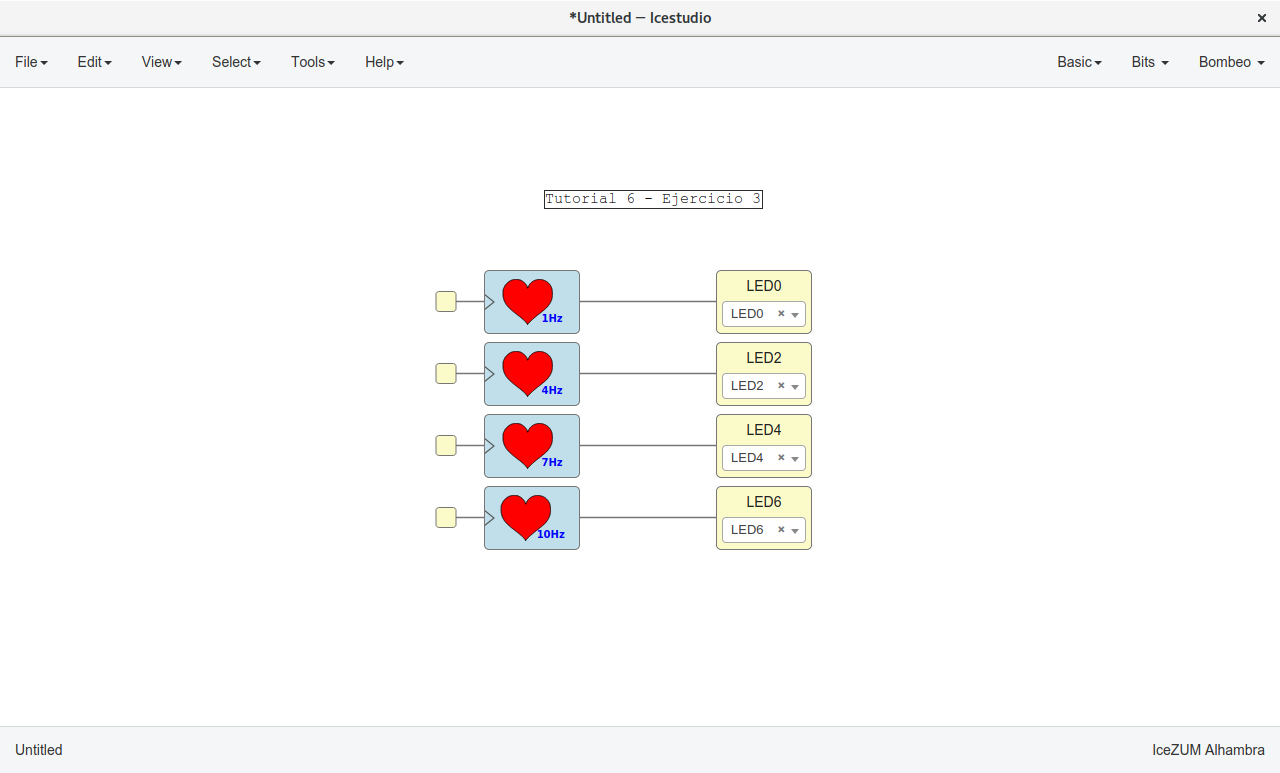 *Untitled — Icestudio
File Edit View Select Tools Help Basic Bits Bombeo
Tutorial 6 - Ejercicio 3
1Hz
LED0
LED0
4Hz
LED2
LED2
7Hz
LED4
LED4
10Hz
LED6
LED6
Untitled
IceZUM Alhambra